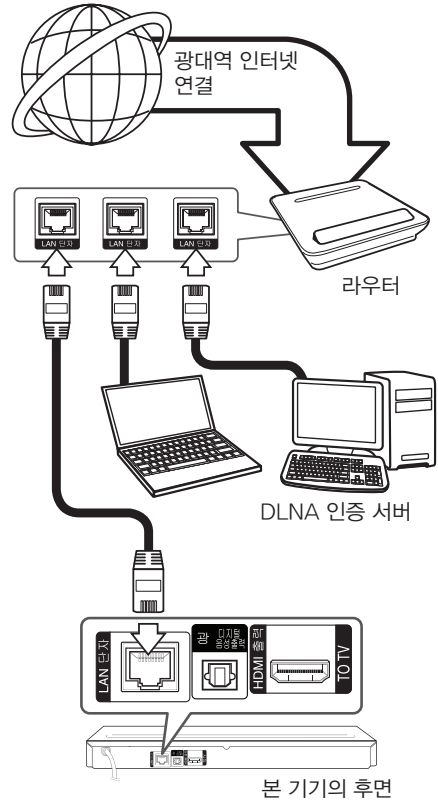 광대역 인터넷
연결
LAN 단자
LAN 단자
LAN 단자
라우터
DLNA 인증 서버
LAN 단자
광
디지털
음성출력
HDMI 출력
TO TV
본 기기의 후면